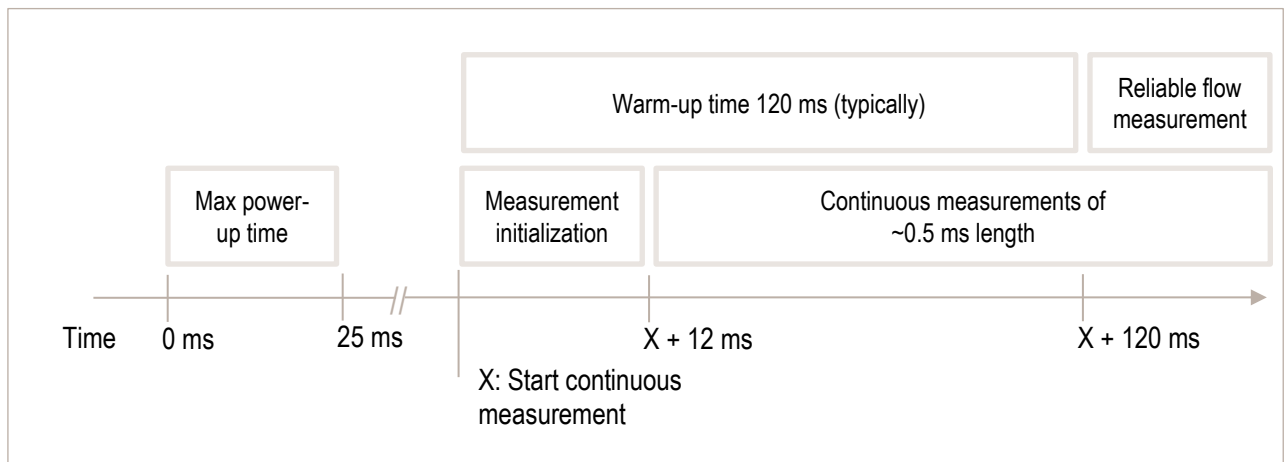 Warm-up time 120 ms (typically)
Reliable flow
measurement
Max power-
up time
Measurement
initialization
Continuous measurements of
~0.5 ms length
Time
0 ms
25 ms
X + 12 ms
X + 120 ms
X: Start continuous
measurement